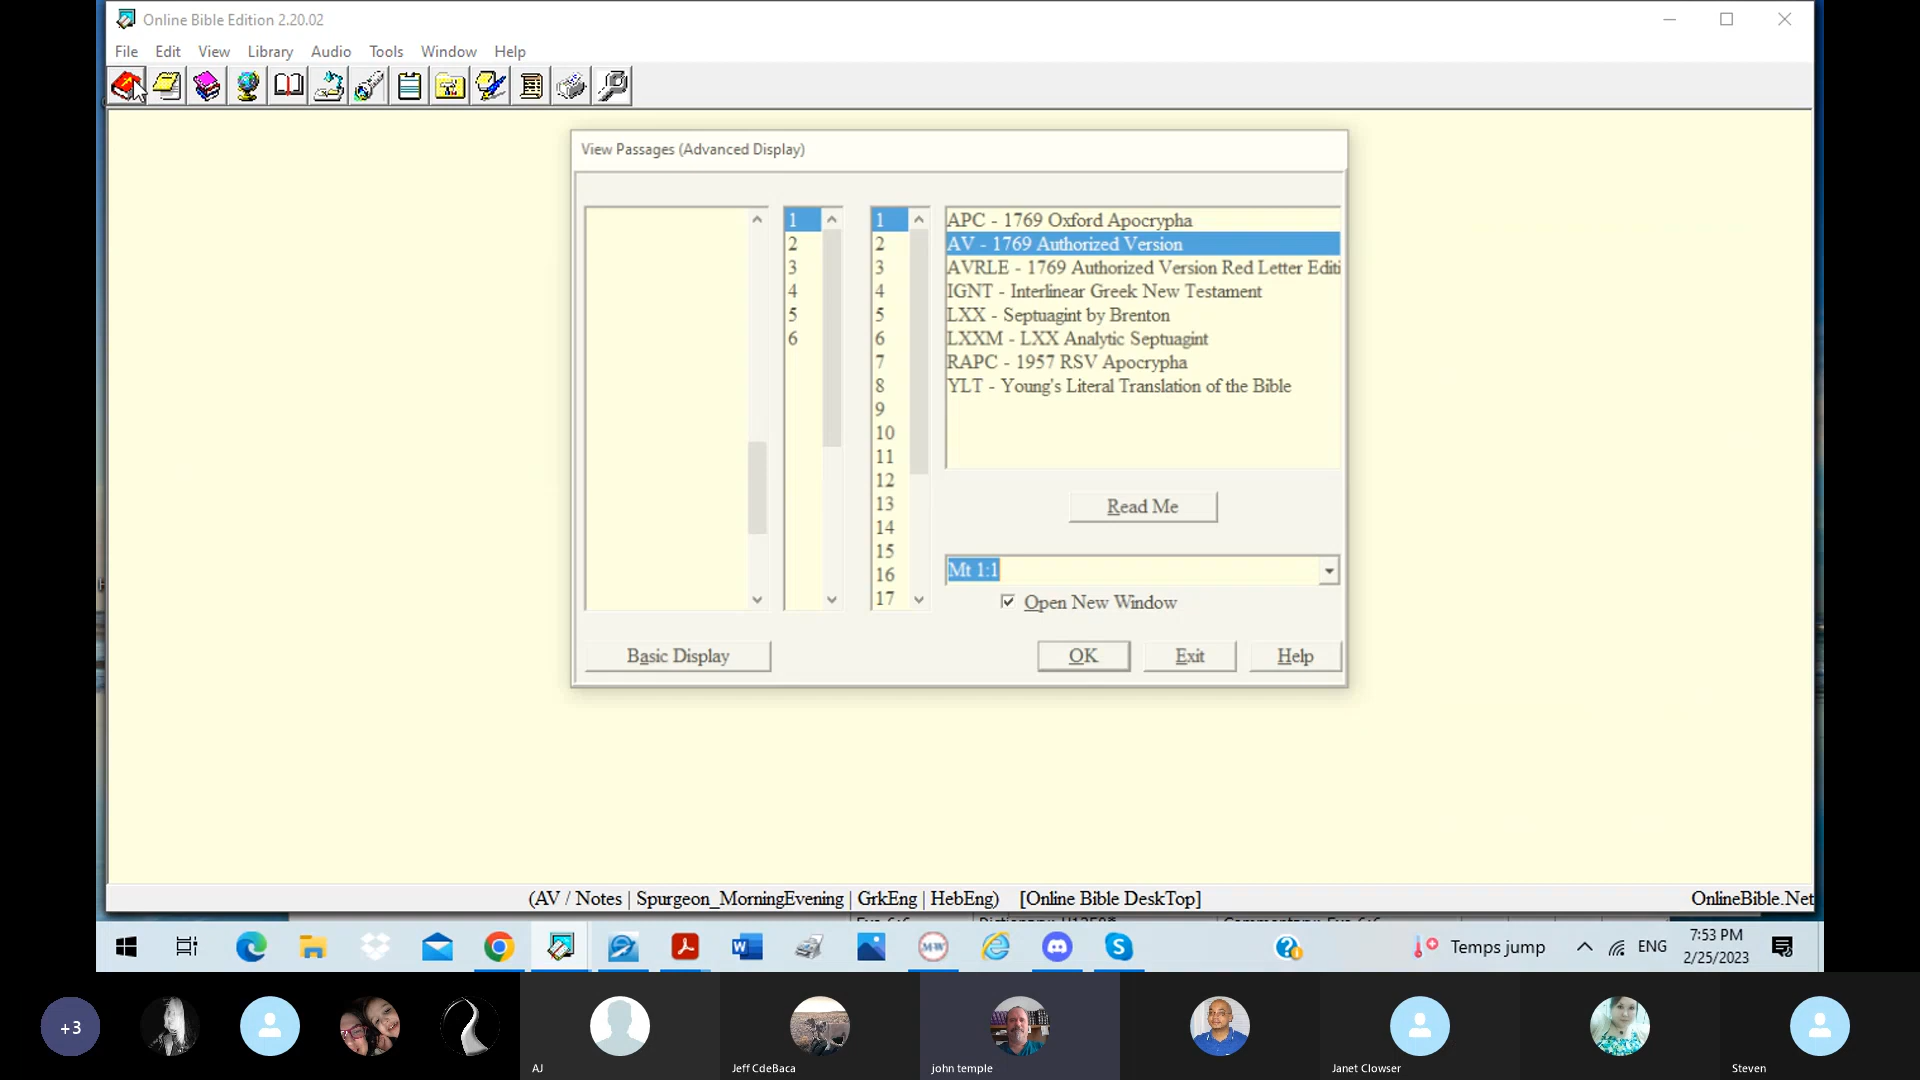 Online Bible Edition 2.20.02
File Edit View Library Audio Tools Window Help
View Passages (Advanced Display)
1
2
3
4
5
6
1
2
3
4
5
6
7
8
9
10
11
12
13
14
15
16
17
APC - 1769 Oxford Apocrypha
AV - 1769 Authorized Version
AVRLE - 1769 Authorized Version Red Letter Editi
IGNT - Interlinear Greek New Testament
LXX - Septuagint by Brenton
LXXM - LXX Analytic Septuagint
RAPC - 1957 RSV Apocrypha
YLT - Young's Literal Translation of the Bible
Read Me
Mt 1:1
Open New Window
Basic Display OK Exit Help
(AV / Notes | Spurgeon_MorningEvening | GrkEng | HebEng) [Online Bible DeskTop] OnlineBible.Net
Temps jump ENG 7:53 PM
2/25/2023
+3
AJ Jeff CdeBaca john temple Janet Clowser Steven